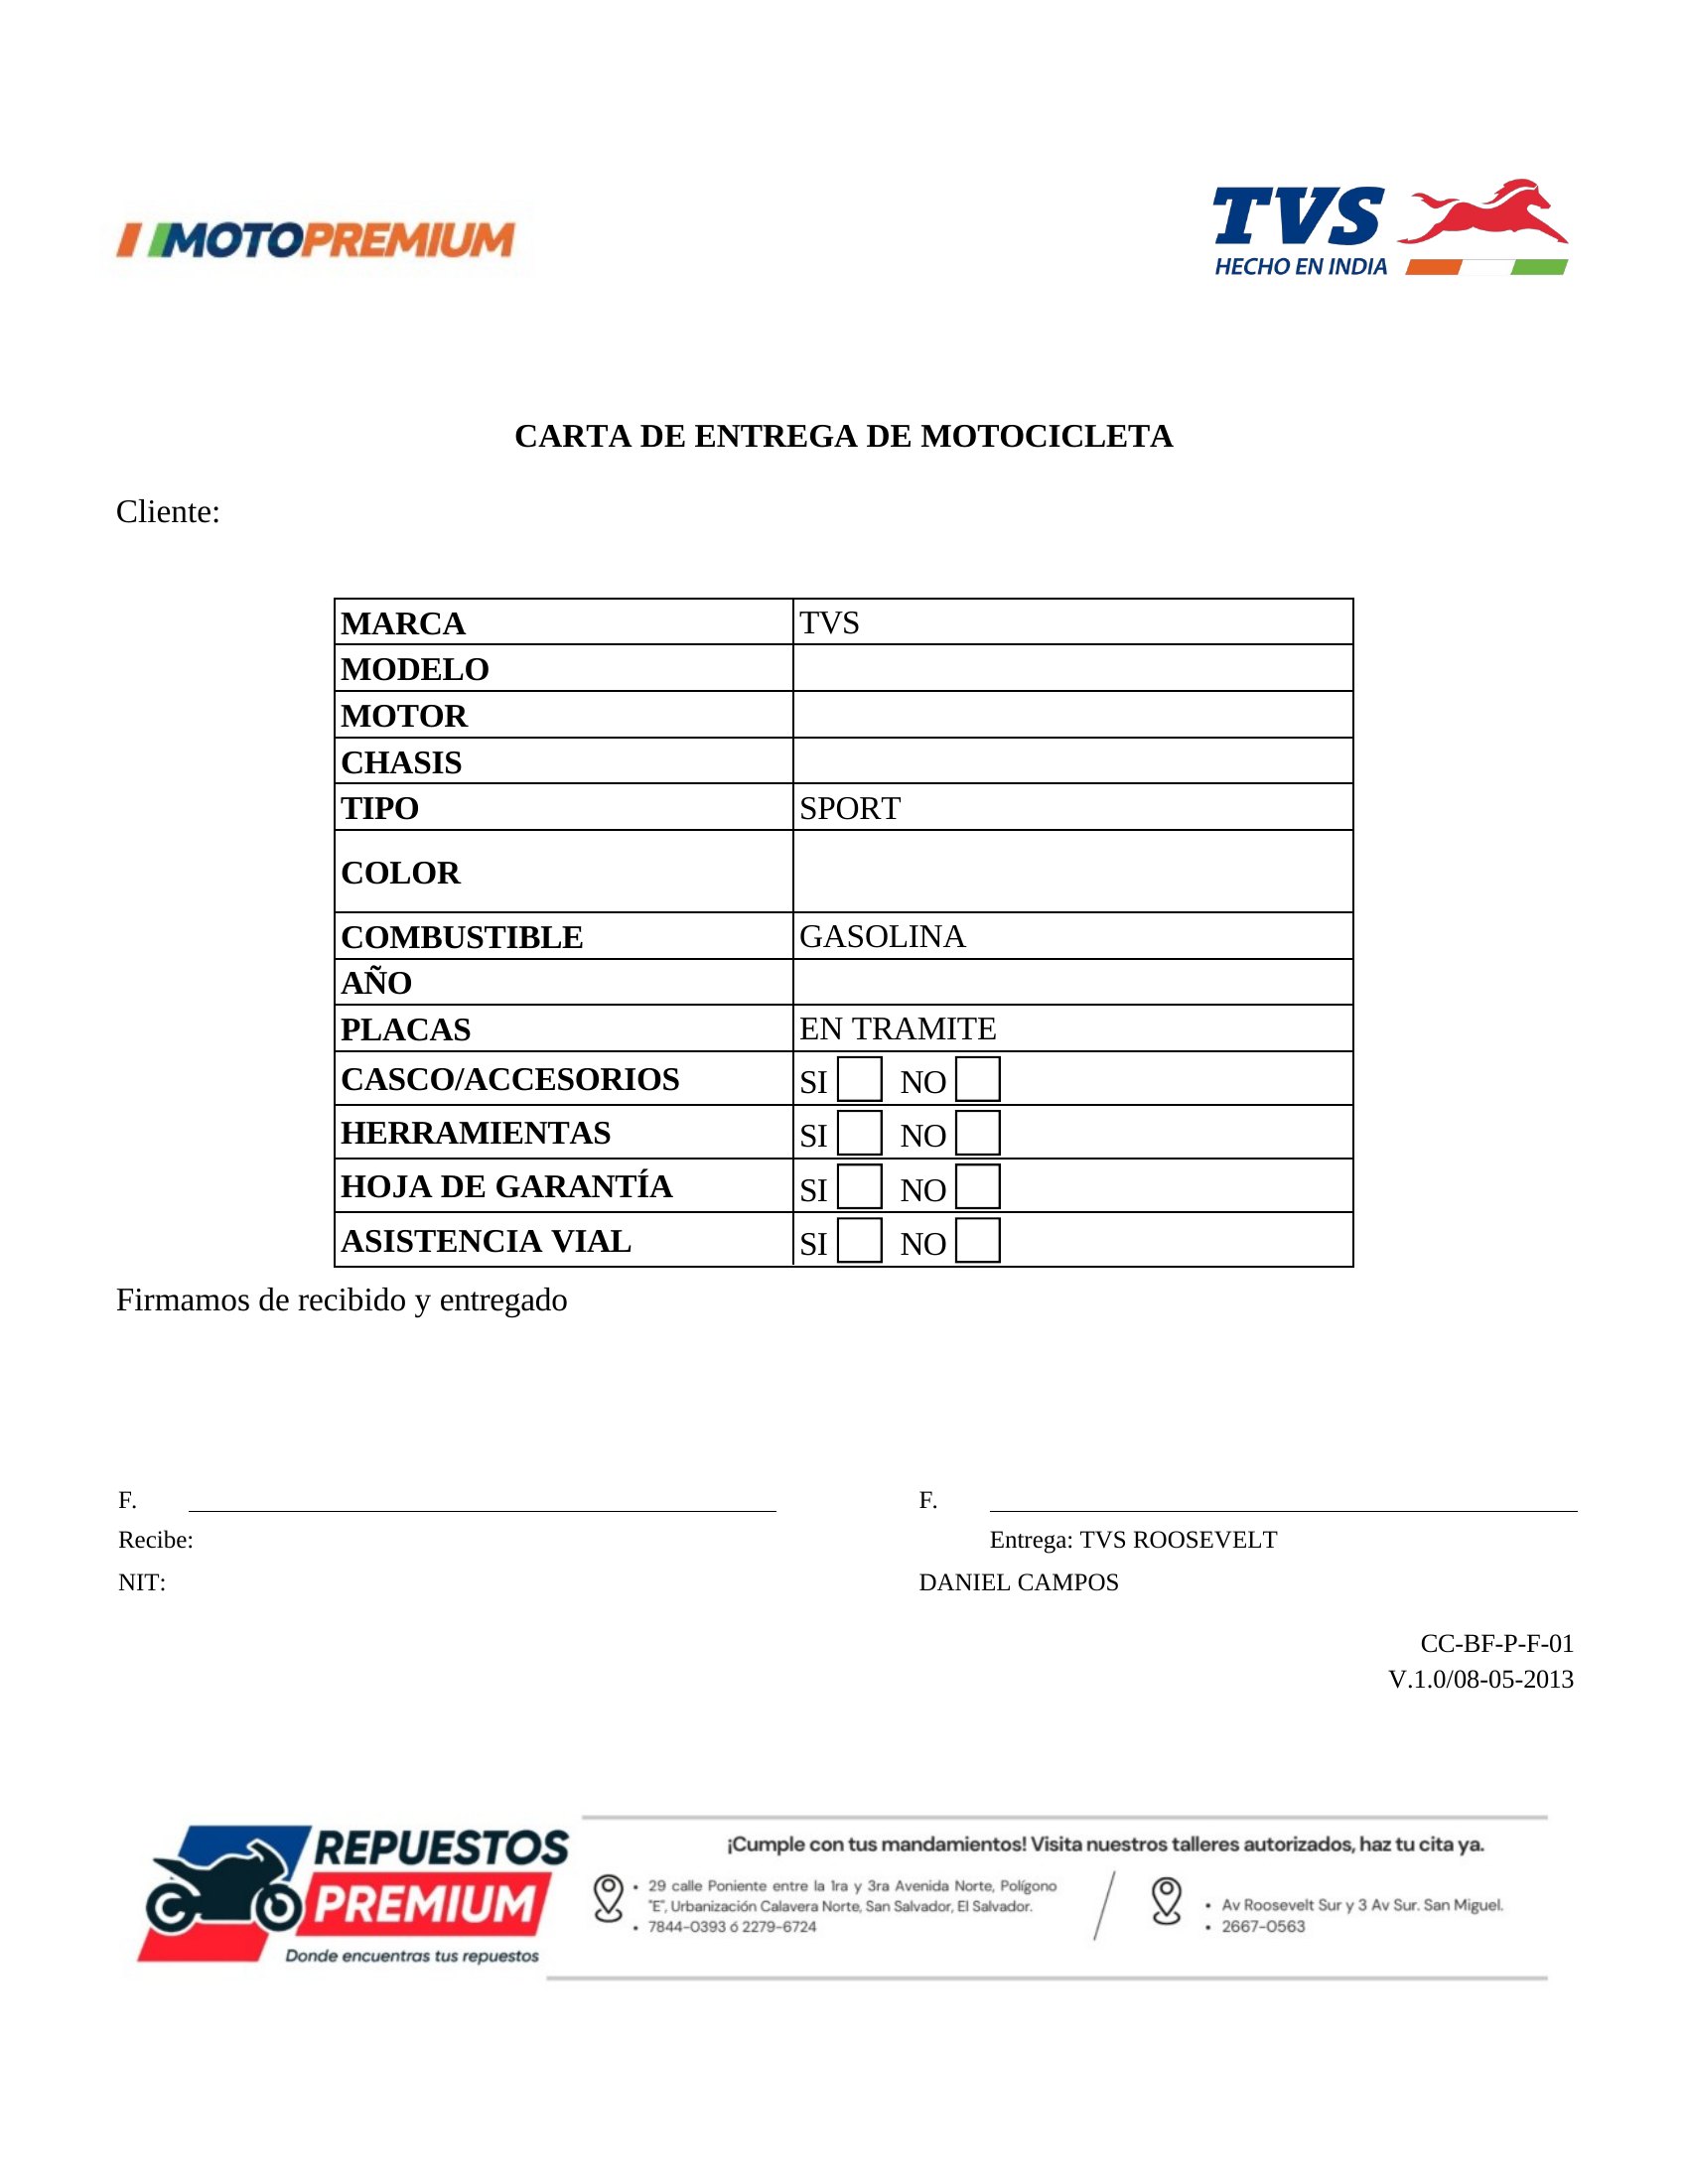 MOTOPREMIUM
TVS
HECHO EN INDIA
CARTA DE ENTREGA DE MOTOCICLETA
Cliente:
MARCA TVS
MODELO
MOTOR
CHASIS
TIPO SPORT
COLOR
COMBUSTIBLE GASOLINA
AÑO
PLACAS EN TRAMITE
CASCO/ACCESORIOS SI NO
HERRAMIENTAS SI NO
HOJA DE GARANTÍA SI NO
ASISTENCIA VIAL SI NO
Firmamos de recibido y entregado
F. F.
Recibe: Entrega: TVS ROOSEVELT
NIT: DANIEL CAMPOS
CC-BF-P-F-01
V.1.0/08-05-2013
REPUESTOS
PREMIUM
Donde encuentras tus repuestos
¡Cumple con tus mandamientos! Visita nuestros talleres autorizados, haz tu cita ya.
• 29 calle Poniente entre la 1ra y 3ra Avenida Norte, Polígono
"E", Urbanización Calavera Norte, San Salvador, El Salvador.
• 7844-0393 ó 2279-6724
• Av Roosevelt Sur y 3 Av Sur. San Miguel.
• 2667-0563